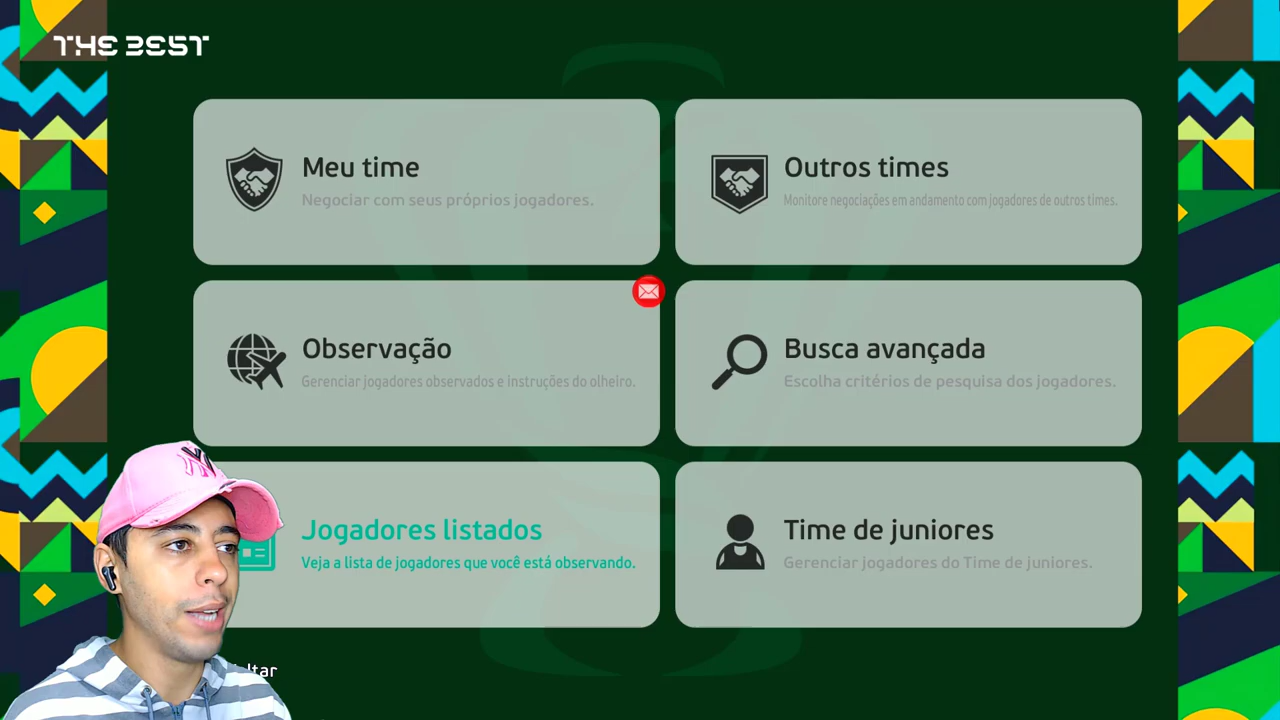 THE BEST
Meu time
Negociar com seus próprios jogadores.
Outros times
Monitore negociações em andamento com jogadores de outros times.
Observação
Gerenciar jogadores observados e instruções do olheiro.
Busca avançada
Escolha critérios de pesquisa dos jogadores.
Jogadores listados
Veja a lista de jogadores que você está observando.
Time de juniores
Gerenciar jogadores do Time de juniores.
ltar
NY